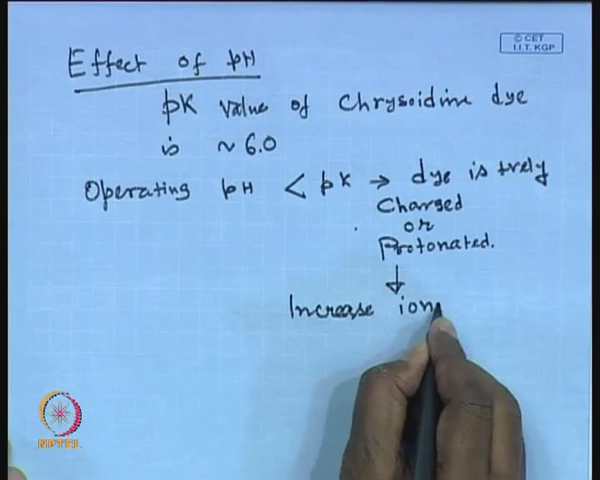 Effect of pH
© CET
I.I.T. KGP
pK value of Chrysoidine dye
is ~ 6.0
Operating pH < pK → dye is +vely
Charged
or
Protonated.
↓
Increase ion
NPTEL